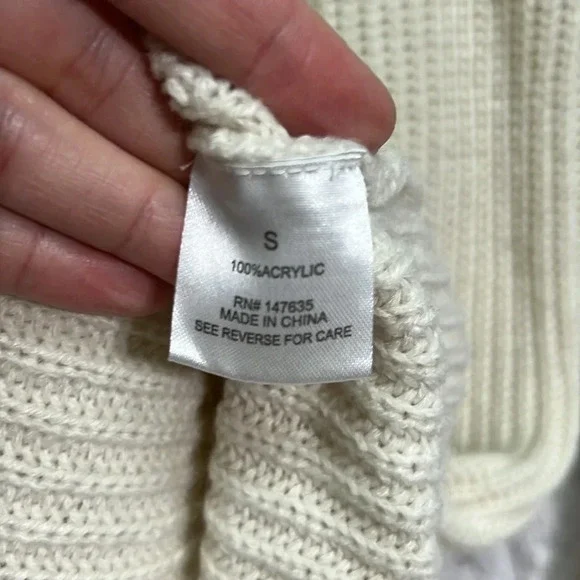 S
100%ACRYLIC
RN# 147635
MADE IN CHINA
SEE REVERSE FOR CARE